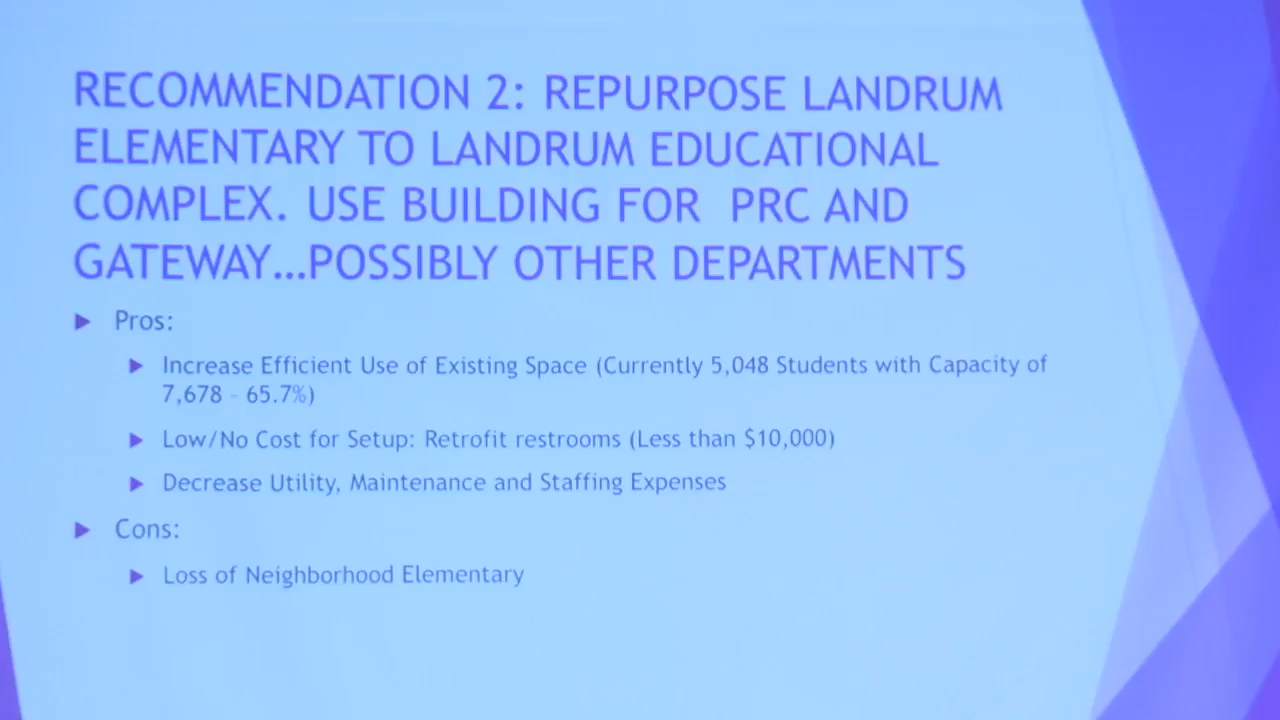 RECOMMENDATION 2: REPURPOSE LANDRUM
ELEMENTARY TO LANDRUM EDUCATIONAL
COMPLEX. USE BUILDING FOR PRC AND
GATEWAY...POSSIBLY OTHER DEPARTMENTS
Pros:
Increase Efficient Use of Existing Space (Currently 5,048 Students with Capacity of
7,678 - 65.7%)
Low/No Cost for Setup: Retrofit restrooms (Less than $10,000)
Decrease Utility, Maintenance and Staffing Expenses
Cons:
Loss of Neighborhood Elementary